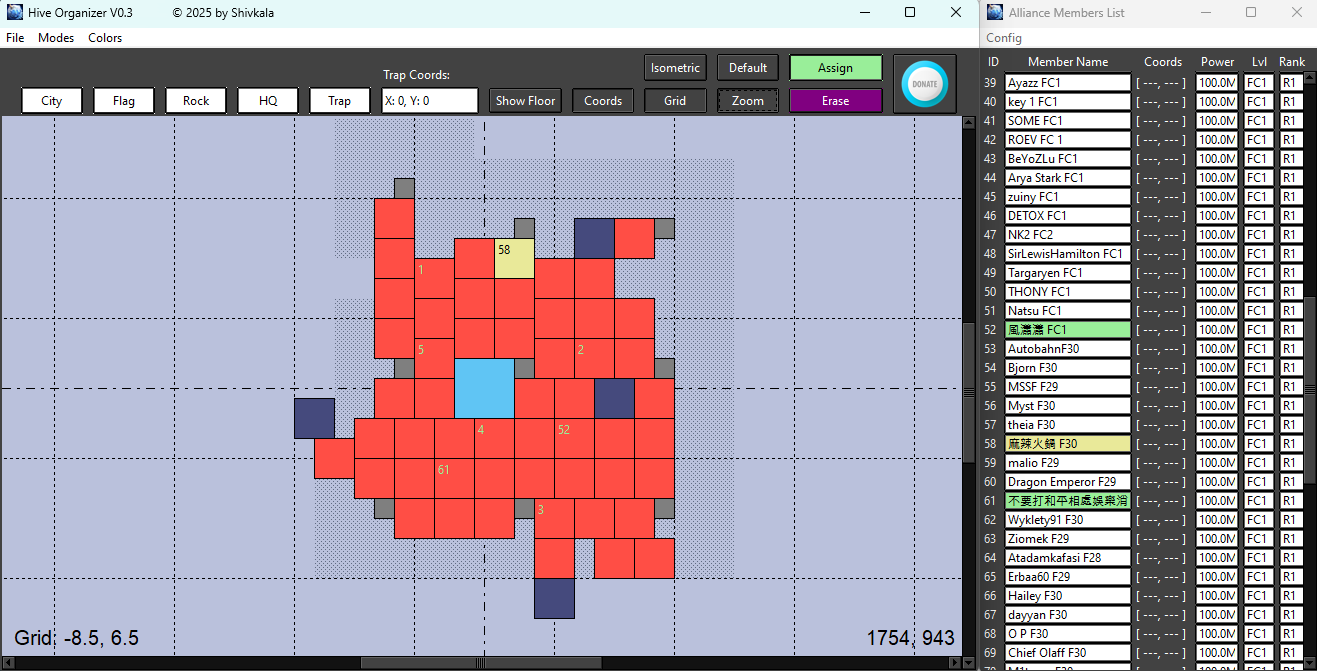 Hive Organizer V0.3 © 2025 by Shivkala
Alliance Members List
File Modes Colors
Config
Isometric Default Assign
Trap Coords:
DONATE
City Flag Rock HQ Trap X: 0, Y: 0 Show Floor Coords Grid Zoom Erase
ID Member Name Coords Power Lvl Rank
39 Ayazz FC1 [ ---, --- ] 100.0M FC1 R1
40 key 1 FC1 [ ---, --- ] 100.0M FC1 R1
41 SOME FC1 [ ---, --- ] 100.0M FC1 R1
42 ROEV FC 1 [ ---, --- ] 100.0M FC1 R1
43 BeYoZLu FC1 [ ---, --- ] 100.0M FC1 R1
44 Arya Stark FC1 [ ---, --- ] 100.0M FC1 R1
45 zuiny FC1 [ ---, --- ] 100.0M FC1 R1
46 DETOX FC1 [ ---, --- ] 100.0M FC1 R1
47 NK2 FC2 [ ---, --- ] 100.0M FC1 R1
48 SirLewisHamilton FC1 [ ---, --- ] 100.0M FC1 R1
49 Targaryen FC1 [ ---, --- ] 100.0M FC1 R1
50 THONY FC1 [ ---, --- ] 100.0M FC1 R1
51 Natsu FC1 [ ---, --- ] 100.0M FC1 R1
52 風瀟瀟 FC1 [ ---, --- ] 100.0M FC1 R1
53 AutobahnF30 [ ---, --- ] 100.0M FC1 R1
54 Bjorn F30 [ ---, --- ] 100.0M FC1 R1
55 MSSF F29 [ ---, --- ] 100.0M FC1 R1
56 Myst F30 [ ---, --- ] 100.0M FC1 R1
57 theia F30 [ ---, --- ] 100.0M FC1 R1
58 麻辣火鍋 F30 [ ---, --- ] 100.0M FC1 R1
59 malio F29 [ ---, --- ] 100.0M FC1 R1
60 Dragon Emperor F29 [ ---, --- ] 100.0M FC1 R1
61 不要打和平相處娛樂消 [ ---, --- ] 100.0M FC1 R1
62 Wyklety91 F30 [ ---, --- ] 100.0M FC1 R1
63 Ziomek F29 [ ---, --- ] 100.0M FC1 R1
64 Atadamkafasi F28 [ ---, --- ] 100.0M FC1 R1
65 Erbaa60 F29 [ ---, --- ] 100.0M FC1 R1
66 Hailey F30 [ ---, --- ] 100.0M FC1 R1
67 dayyan F30 [ ---, --- ] 100.0M FC1 R1
68 O P F30 [ ---, --- ] 100.0M FC1 R1
69 Chief Olaff F30 [ ---, --- ] 100.0M FC1 R1
58
1
5
2
4
52
61
3
Grid: -8.5, 6.5
1754, 943